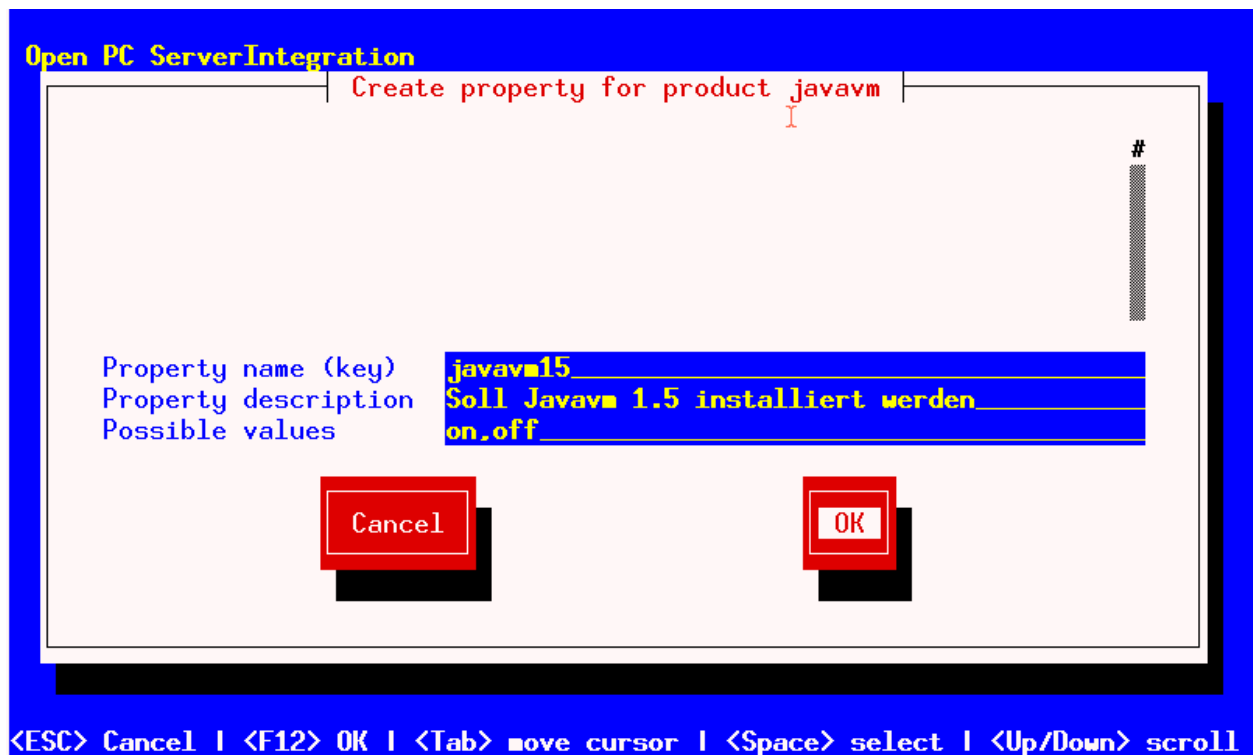 Open PC ServerIntegration
Create property for product javavm
#
Property name (key) javavm15
Property description Soll Javavm 1.5 installiert werden
Possible values on,off
Cancel OK
<ESC> Cancel | <F12> OK | <Tab> move cursor | <Space> select | <Up/Down> scroll